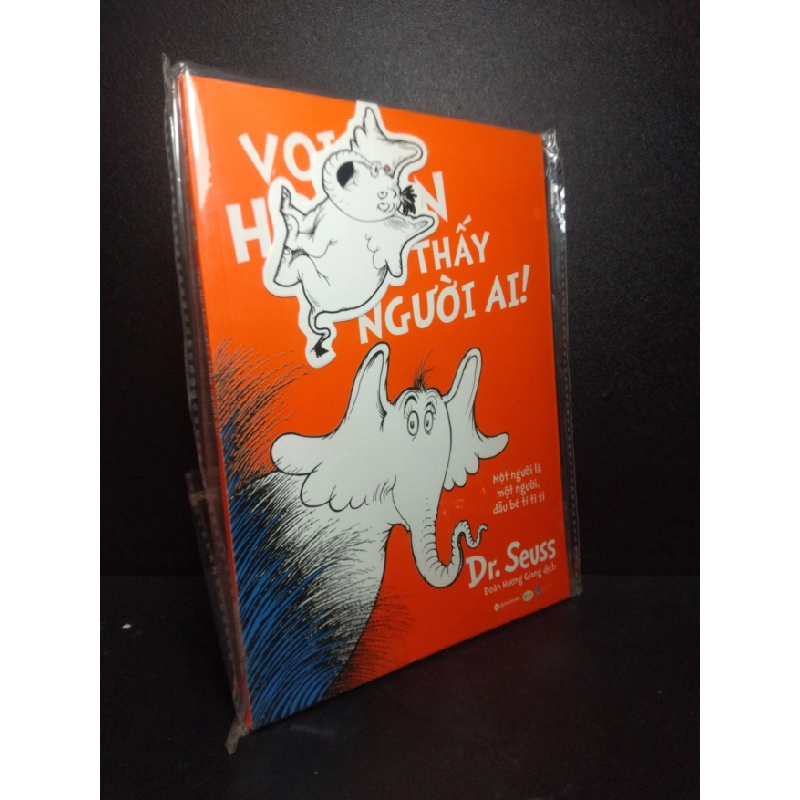 VOI
THẤY
NGƯỜI AI!
Một người là
một người,
dẫu bé tí tì ti
Dr. Seuss
Đoàn Hương Giang dịch